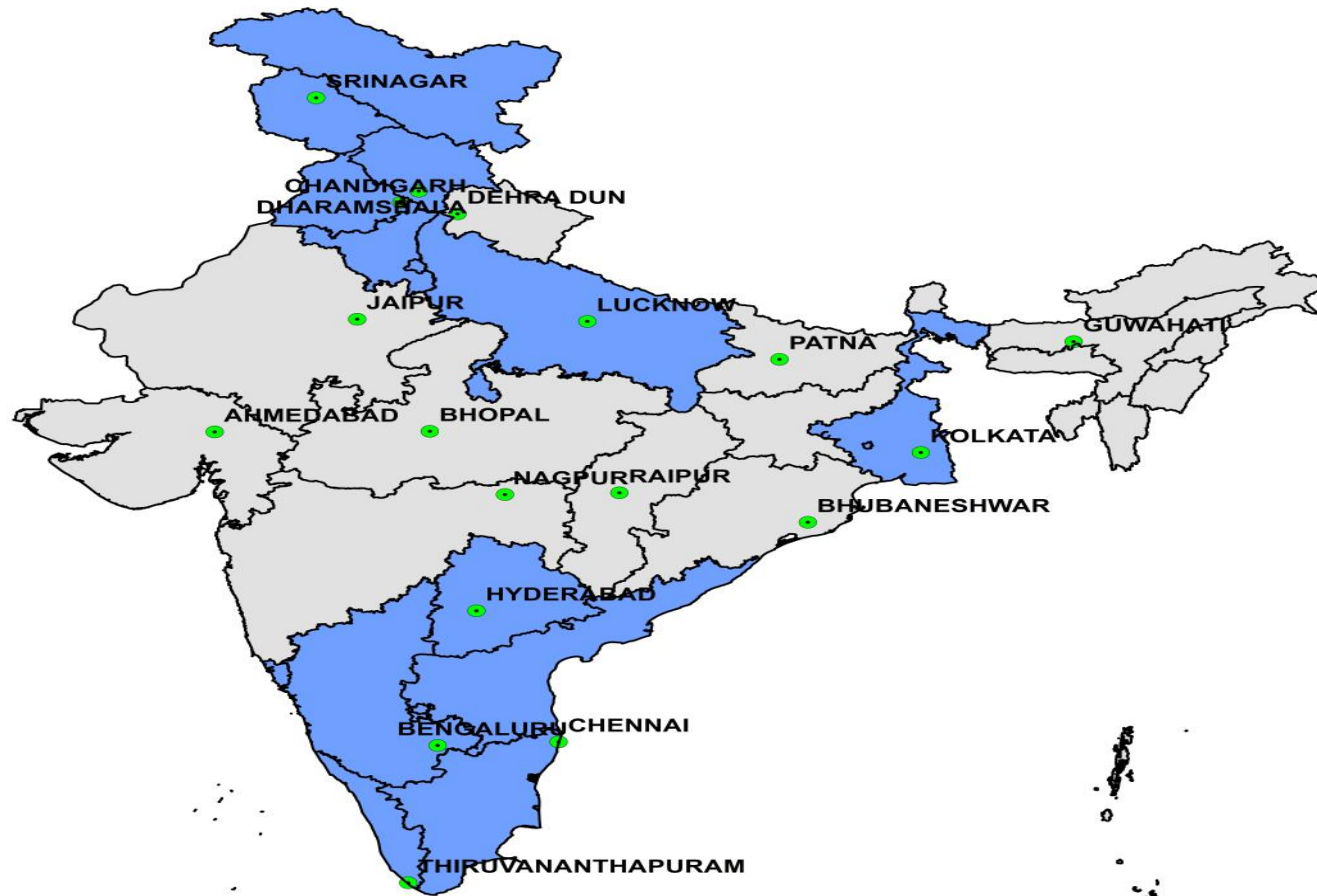 SRINAGAR
CHANDIGARH
DHARAMSHALA
DEHRA DUN
JAIPUR
LUCKNOW
PATNA
GUWAHATI
AHMEDABAD
BHOPAL
KOLKATA
NAGPUR
RAIPUR
BHUBANESHWAR
HYDERABAD
BENGALURU
CHENNAI
THIRUVANANTHAPURAM